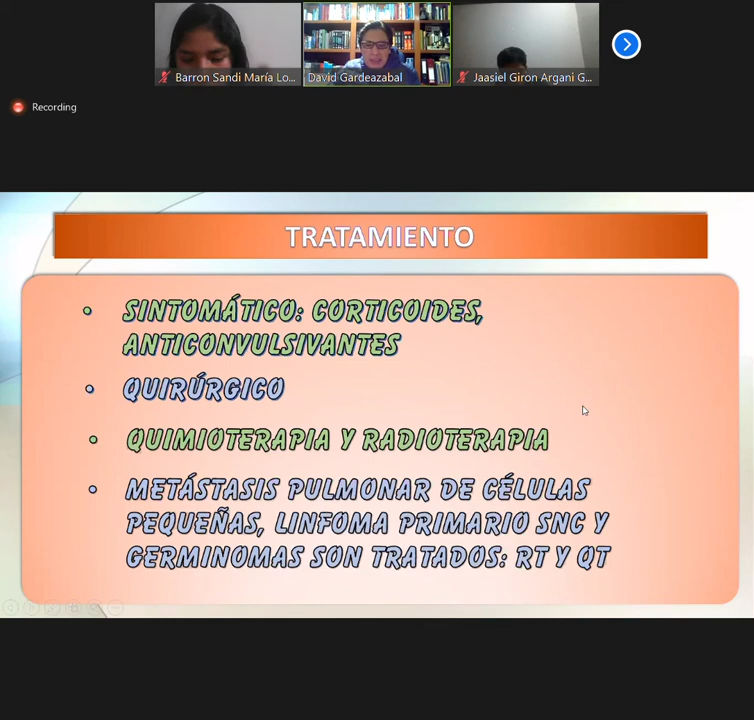 Barron Sandi María Lo...
David Gardeazabal
Jaasiel Giron Argani G...
Recording
TRATAMIENTO
• SINTOMÁTICO: CORTICOIDES,
ANTICONVULSIVANTES
• QUIRÚRGICO
• QUIMIOTERAPIA Y RADIOTERAPIA
• METÁSTASIS PULMONAR DE CÉLULAS
PEQUEÑAS, LINFOMA PRIMARIO SNC Y
GERMINOMAS SON TRATADOS: RT Y QT